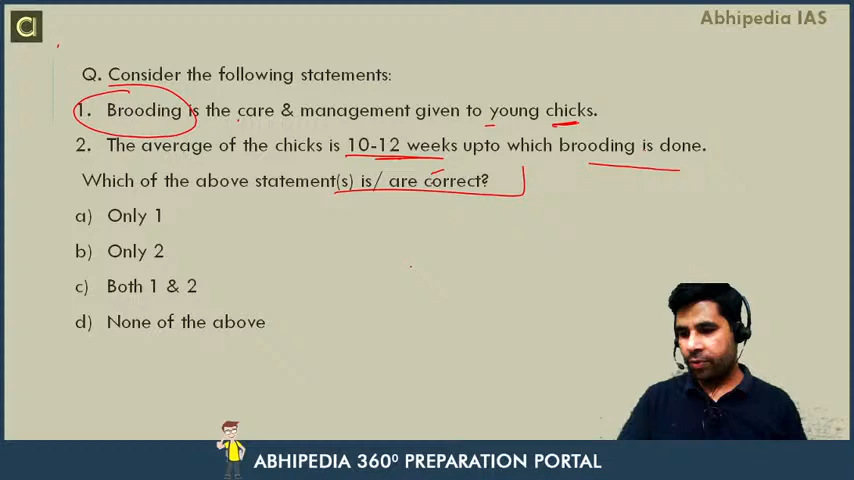 Abhipedia IAS
a
Q. Consider the following statements:
1. Brooding is the care & management given to young chicks.
2. The average of the chicks is 10-12 weeks upto which brooding is done.
Which of the above statement(s) is/ are correct?
a) Only 1
b) Only 2
c) Both 1 & 2
d) None of the above
ABHIPEDIA 360⁰ PREPARATION PORTAL